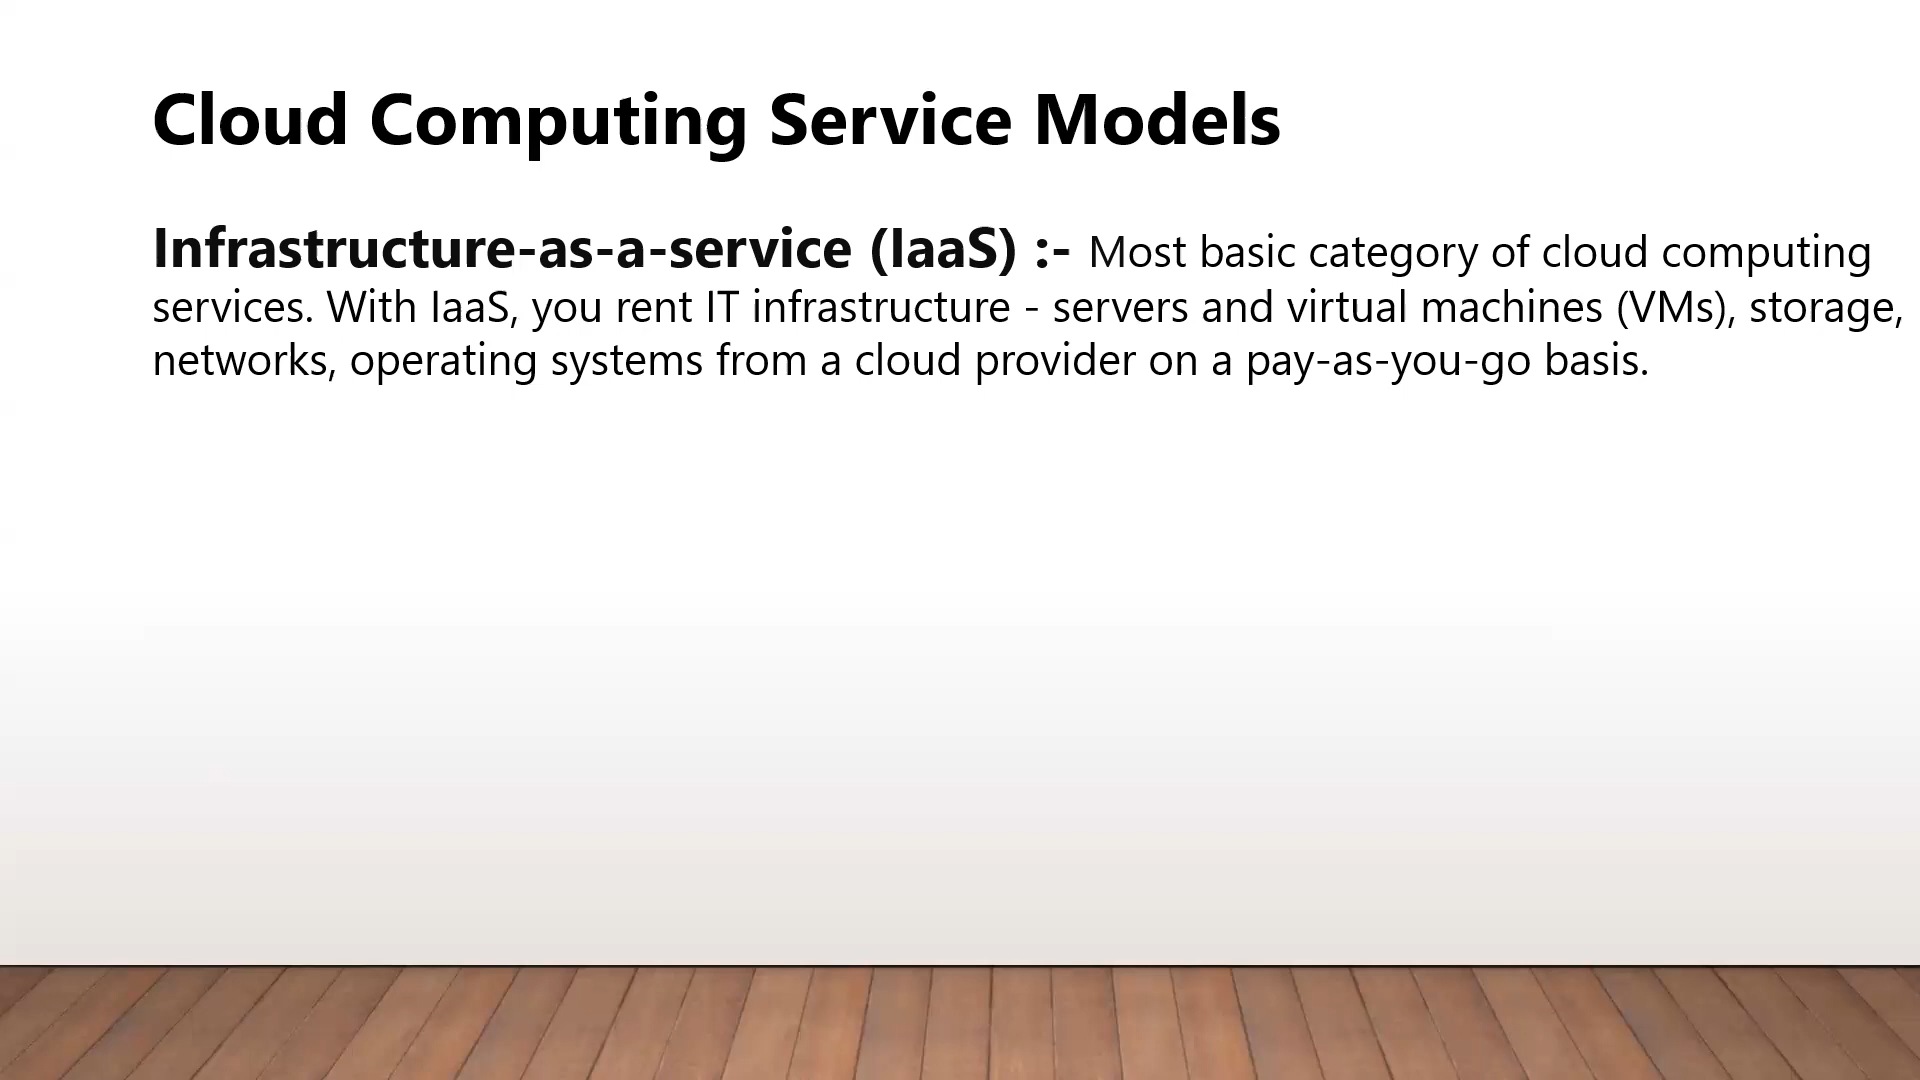 Cloud Computing Service Models
Infrastructure-as-a-service (IaaS) :- Most basic category of cloud computing
services. With IaaS, you rent IT infrastructure - servers and virtual machines (VMs), storage,
networks, operating systems from a cloud provider on a pay-as-you-go basis.